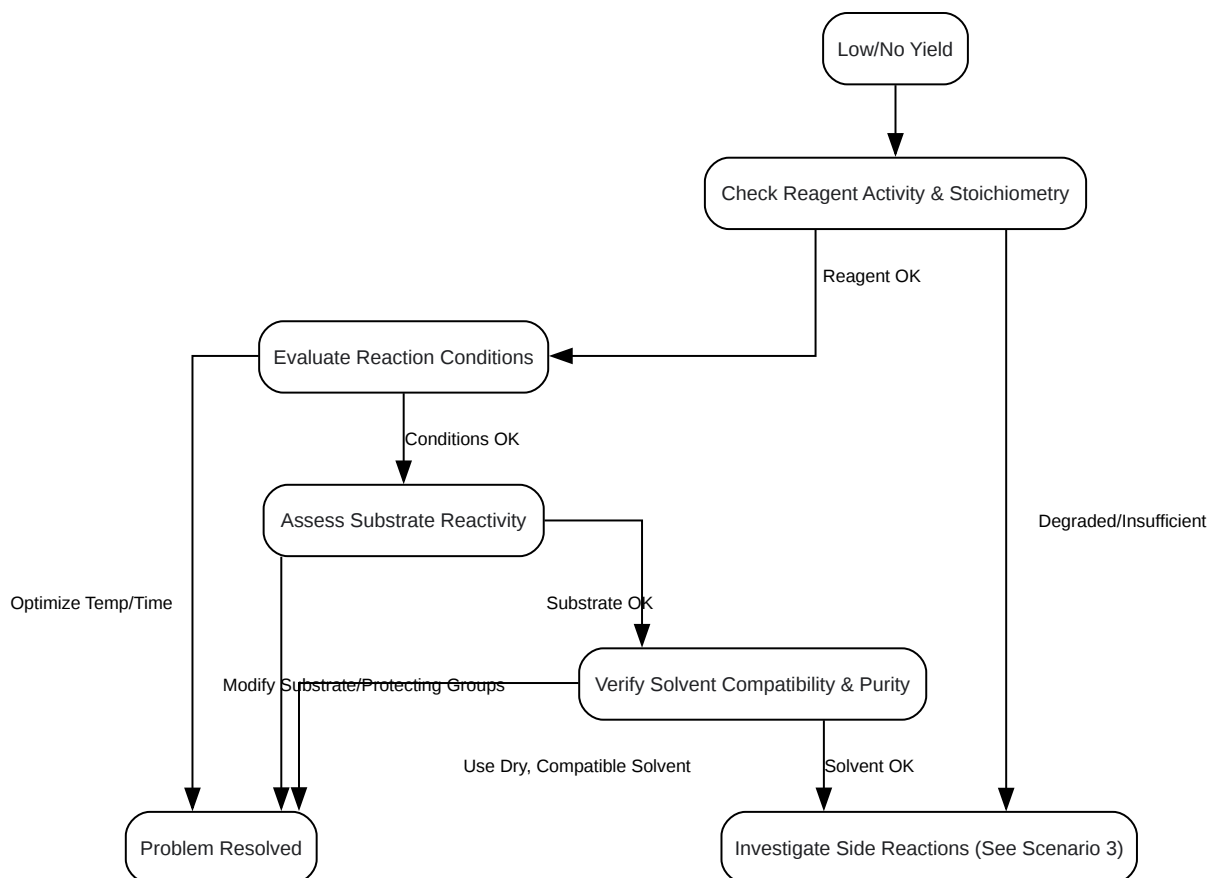 Low/No Yield
Check Reagent Activity & Stoichiometry
Reagent OK
Evaluate Reaction Conditions
Conditions OK
Assess Substrate Reactivity
Degraded/Insufficient
Optimize Temp/Time
Substrate OK
Modify Substrate/Protecting Groups
Verify Solvent Compatibility & Purity
Use Dry, Compatible Solvent
Solvent OK
Problem Resolved
Investigate Side Reactions (See Scenario 3)